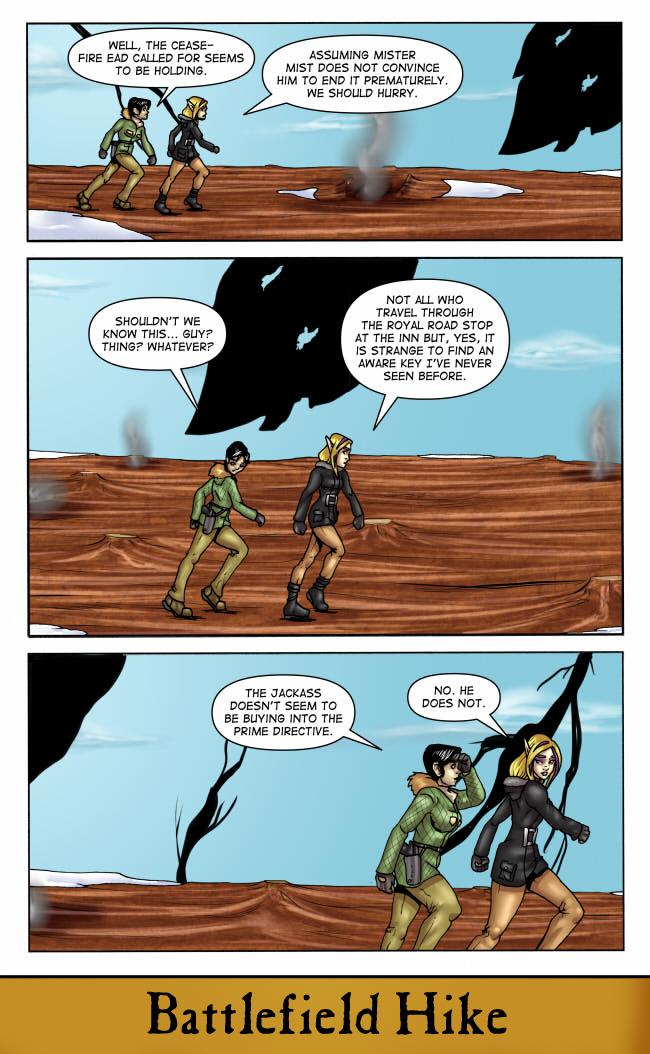 WELL, THE CEASE-
FIRE EAD CALLED FOR SEEMS
TO BE HOLDING.
ASSUMING MISTER
MIST DOES NOT CONVINCE
HIM TO END IT PREMATURELY.
WE SHOULD HURRY.
SHOULDN'T WE
KNOW THIS... GUY?
THING? WHATEVER?
NOT ALL WHO
TRAVEL THROUGH
THE ROYAL ROAD STOP
AT THE INN BUT, YES, IT
IS STRANGE TO FIND AN
AWARE KEY I'VE NEVER
SEEN BEFORE.
THE JACKASS
DOESN'T SEEM TO
BE BUYING INTO THE
PRIME DIRECTIVE.
NO. HE
DOES NOT.
Battlefield Hike